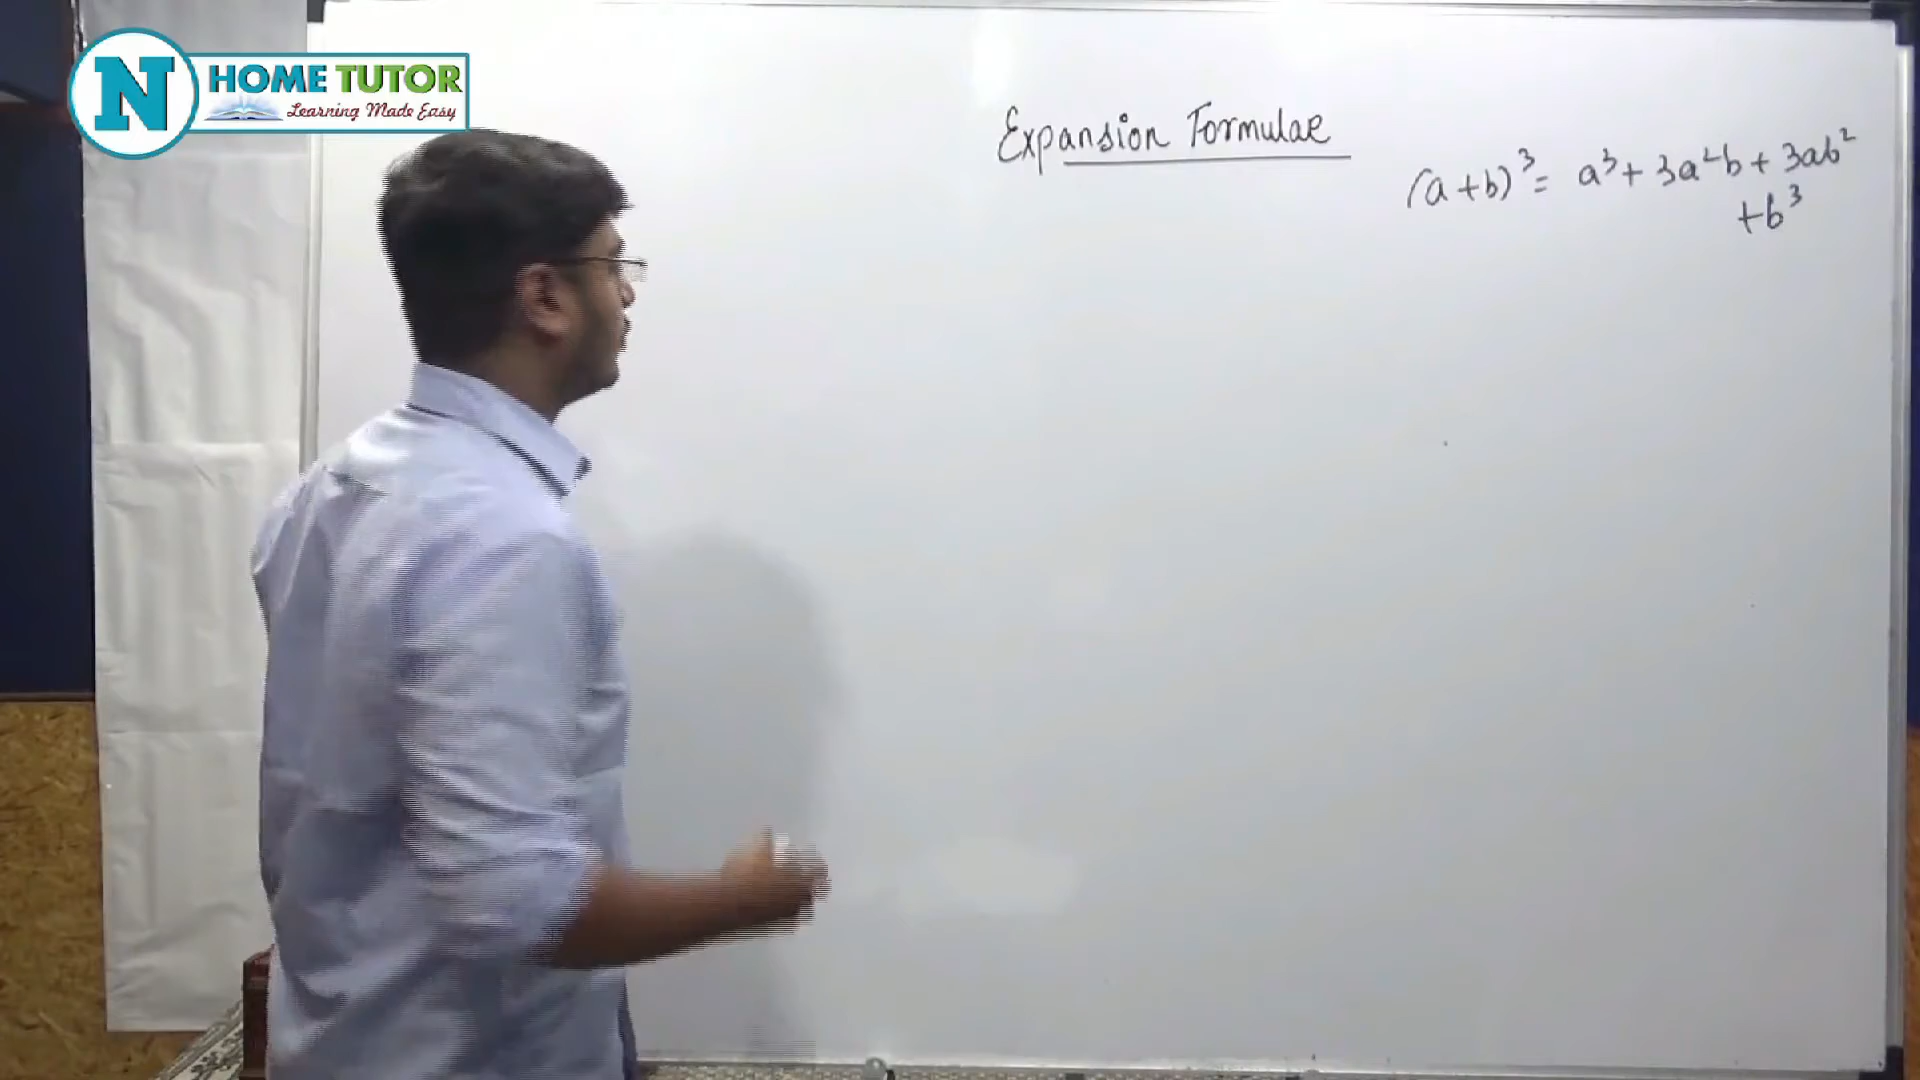 N HOME TUTOR
Learning Made Easy
Expansion Formulae
(a+b)³= a³+3a²b+3ab²
+b³